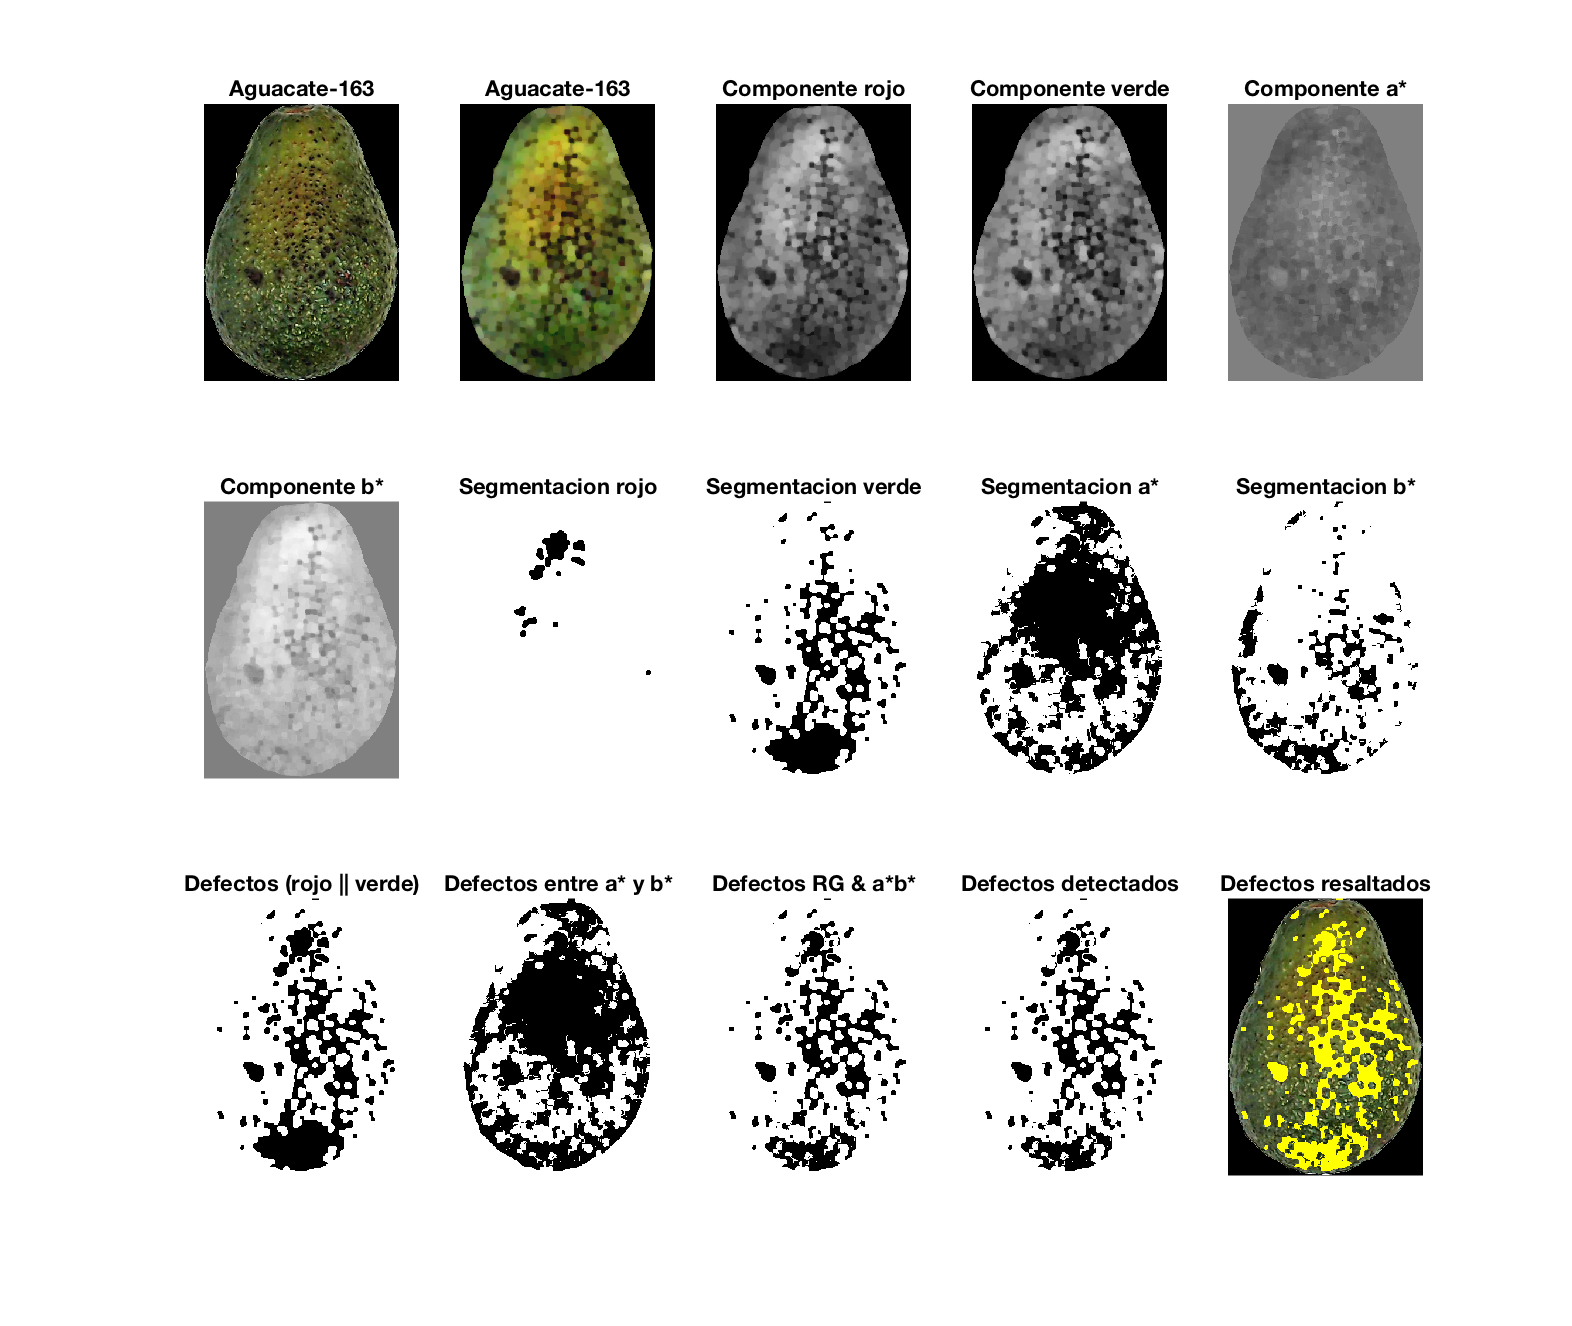 Aguacate-163
Aguacate-163
Componente rojo
Componente verde
Componente a*
Componente b*
Segmentacion rojo
Segmentacion verde
Segmentacion a*
Segmentacion b*
Defectos (rojo || verde)
Defectos entre a* y b*
Defectos RG & a*b*
Defectos detectados
Defectos resaltados